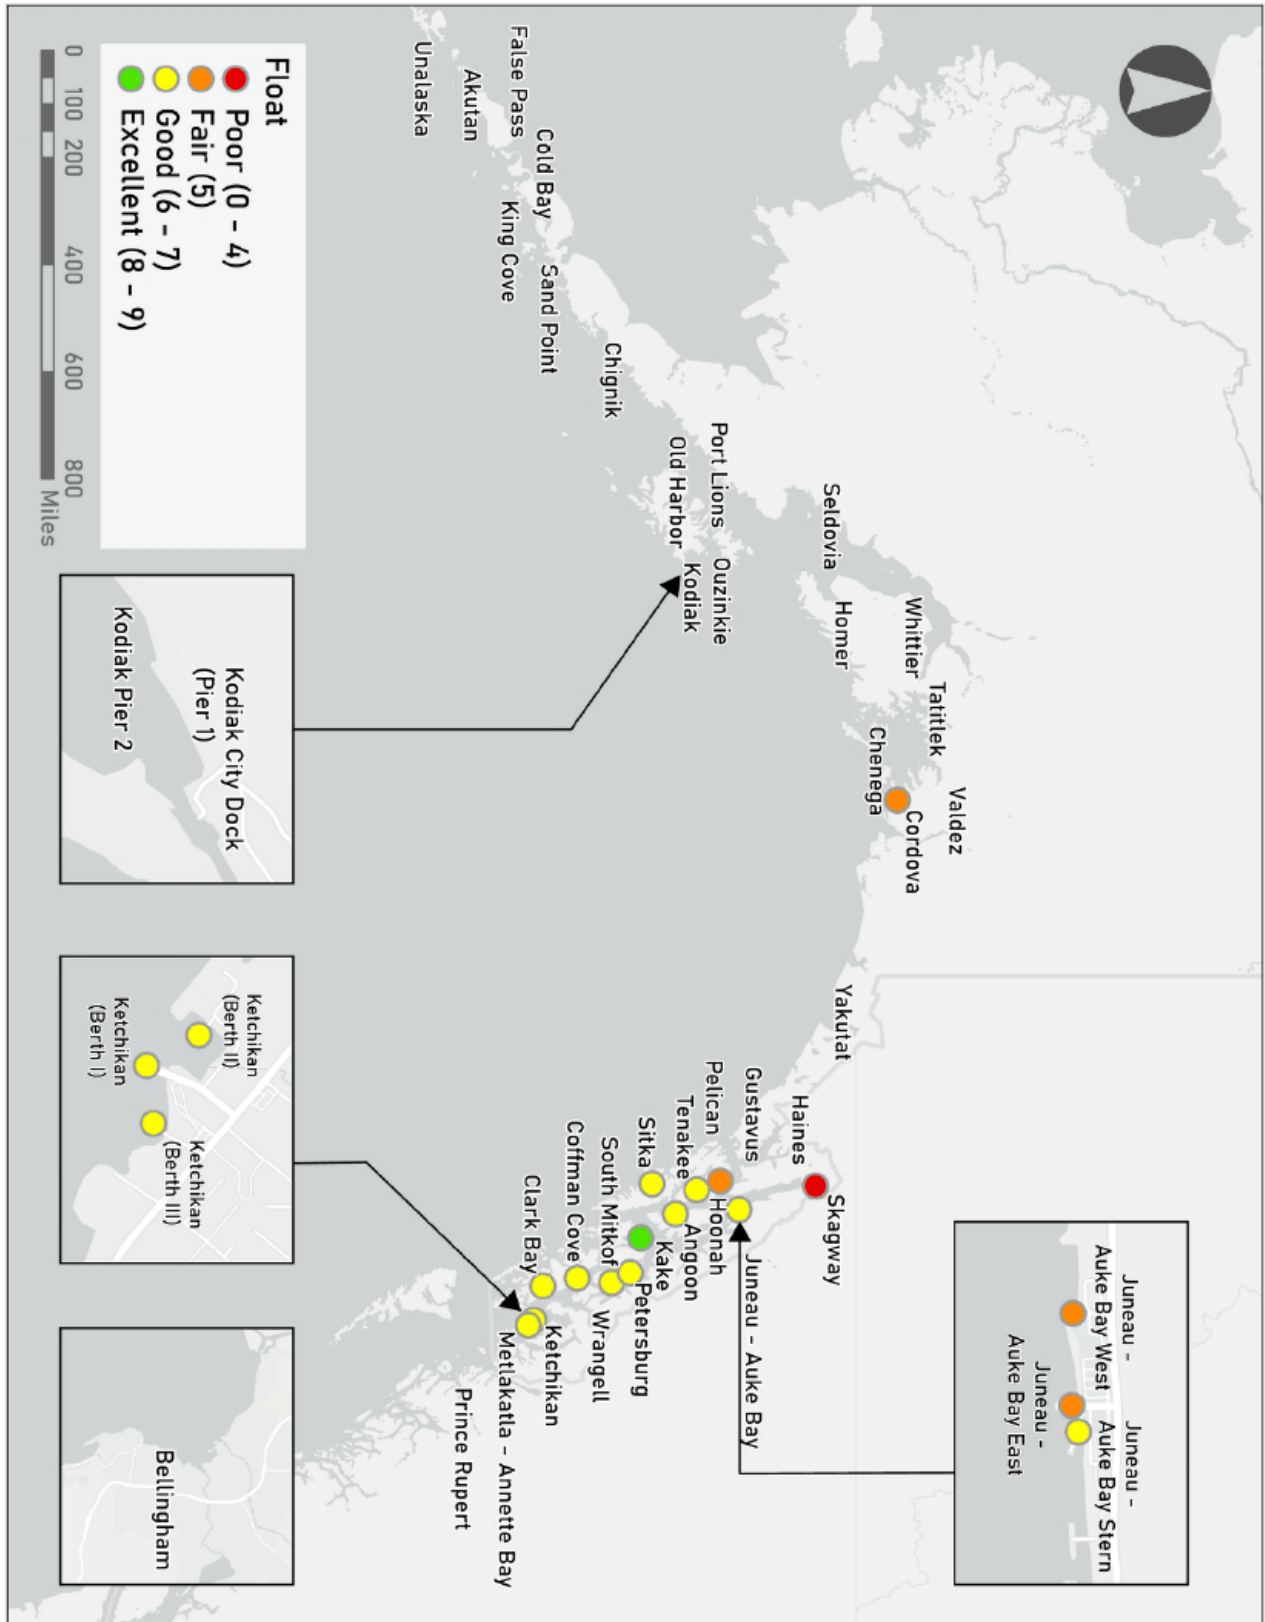 Float
Poor (0 - 4)
Fair (5)
Good (6 - 7)
Excellent (8 - 9)
0 100 200 400 600 800
Miles
Unalaska
Akutan
False Pass
Cold Bay
King Cove
Sand Point
Chignik
Port Lions
Old Harbor
Ouzinkie
Kodiak
Seldovia
Homer
Whittier
Tatitlek
Chenega
Valdez
Cordova
Yakutat
Haines
Skagway
Gustavus
Pelican
Hoonah
Tenakee
Angoon
Sitka
Kake
Juneau - Auke Bay
South Mitkof
Petersburg
Coffman Cove
Wrangell
Clark Bay
Ketchikan
Metlakatla - Annette Bay
Prince Rupert
Juneau -
Auke Bay West
Juneau -
Auke Bay Stern
Juneau -
Auke Bay East
Kodiak City Dock
(Pier 1)
Kodiak Pier 2
Ketchikan
(Berth II)
Ketchikan
(Berth I)
Ketchikan
(Berth III)
Bellingham